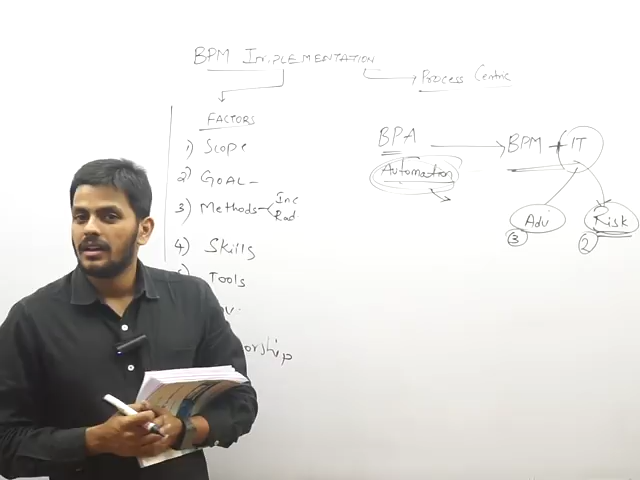 BPM IMPLEMENTATION
Process Centric
FACTORS
1) Scope
2) GOAL -
3) Methods - Inc
Rad.
4) Skills
Tools
BPA
Automation
BPM + IT
Adv
3
Risk
2